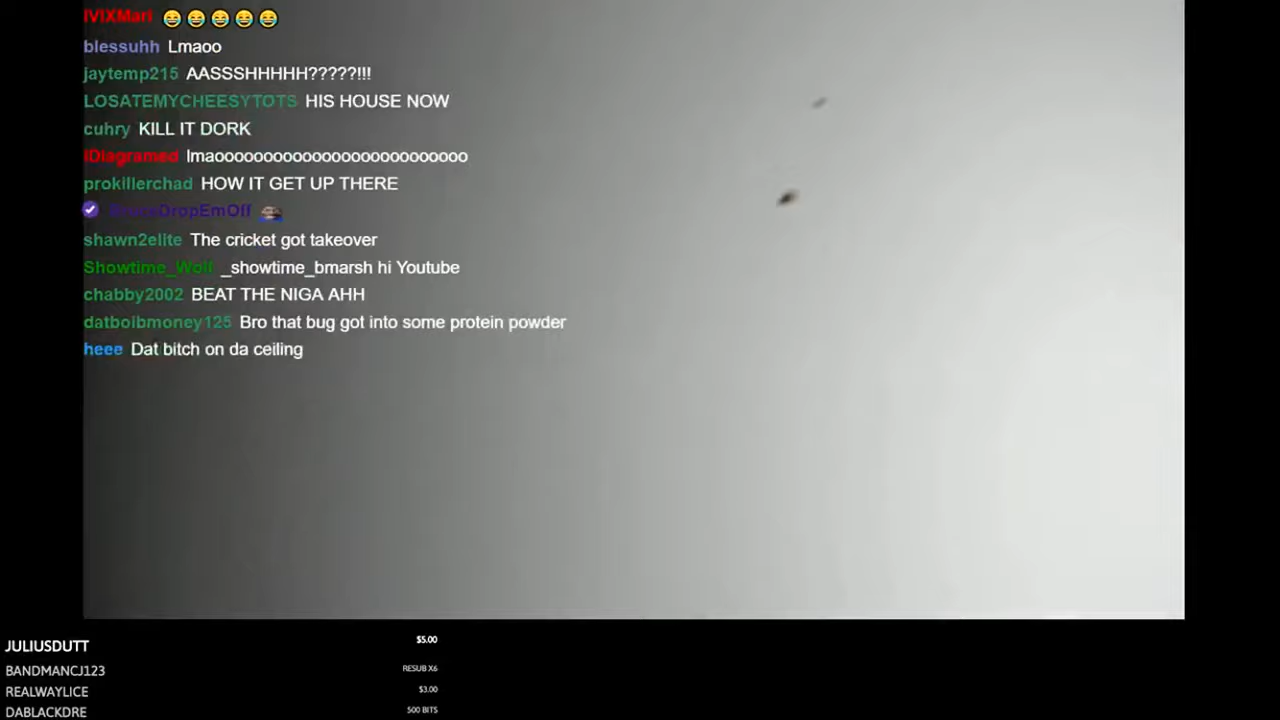 IVIXMari 😂😂😂😂😂
blessuhh Lmaoo
jaytemp215 AASSSHHHHH?????!!!
LOSATEMYCHEESYTOTS HIS HOUSE NOW
cuhry KILL IT DORK
IDiagramed lmaoooooooooooooooooooooooooo
prokillerchad HOW IT GET UP THERE
shawn2elite The cricket got takeover
Showtime_Wolf _showtime_bmarsh hi Youtube
chabby2002 BEAT THE NIGA AHH
datboibmoney125 Bro that bug got into some protein powder
heee Dat bitch on da ceiling
JULIUSDUTT $5.00
BANDMANCJ123 RESUB X6
REALWAYLICE $3.00
DABLACKDRE 500 BITS